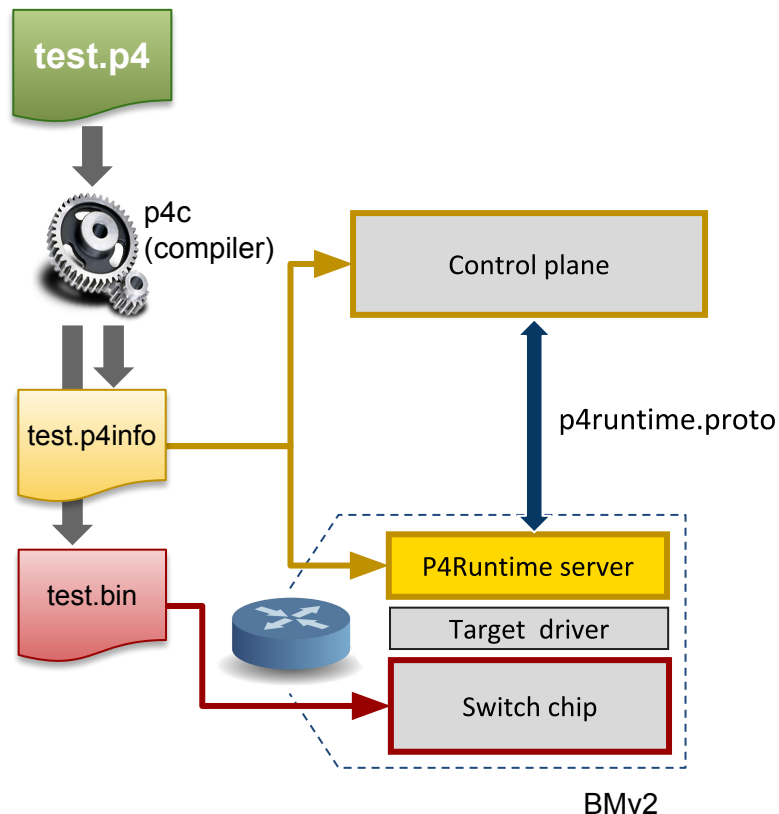 test.p4
p4c
(compiler)
Control plane
test.p4info
p4runtime.proto
P4Runtime server
test.bin
Target driver
Switch chip
BMv2